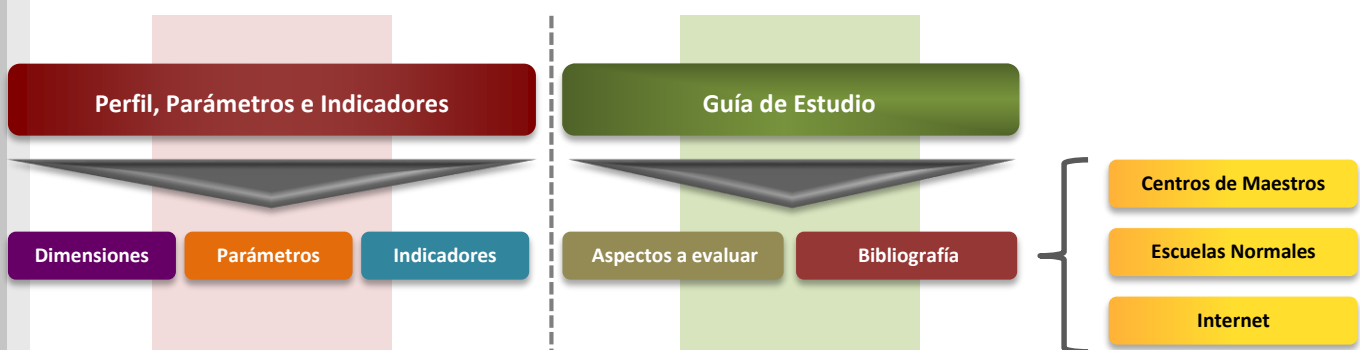 Perfil, Parámetros e Indicadores
Guía de Estudio
Dimensiones
Parámetros
Indicadores
Aspectos a evaluar
Bibliografía
Centros de Maestros
Escuelas Normales
Internet